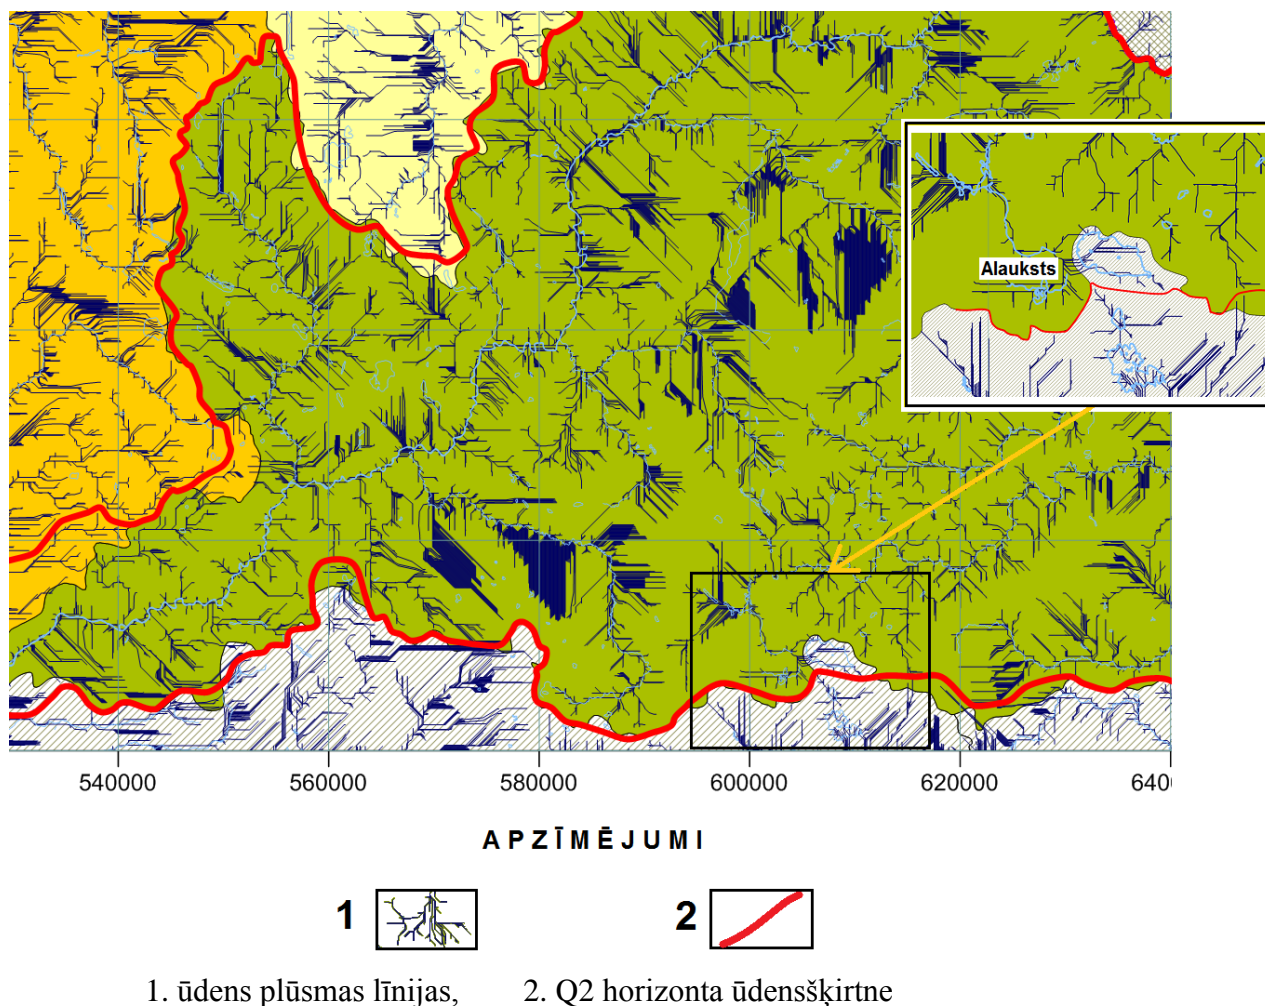 Alauksts
540000 560000 580000 600000 620000 640
APZĪMĒJUMI
1 2
1. ūdens plūsmas līnijas, 2. Q2 horizonta ūdensšķirtne